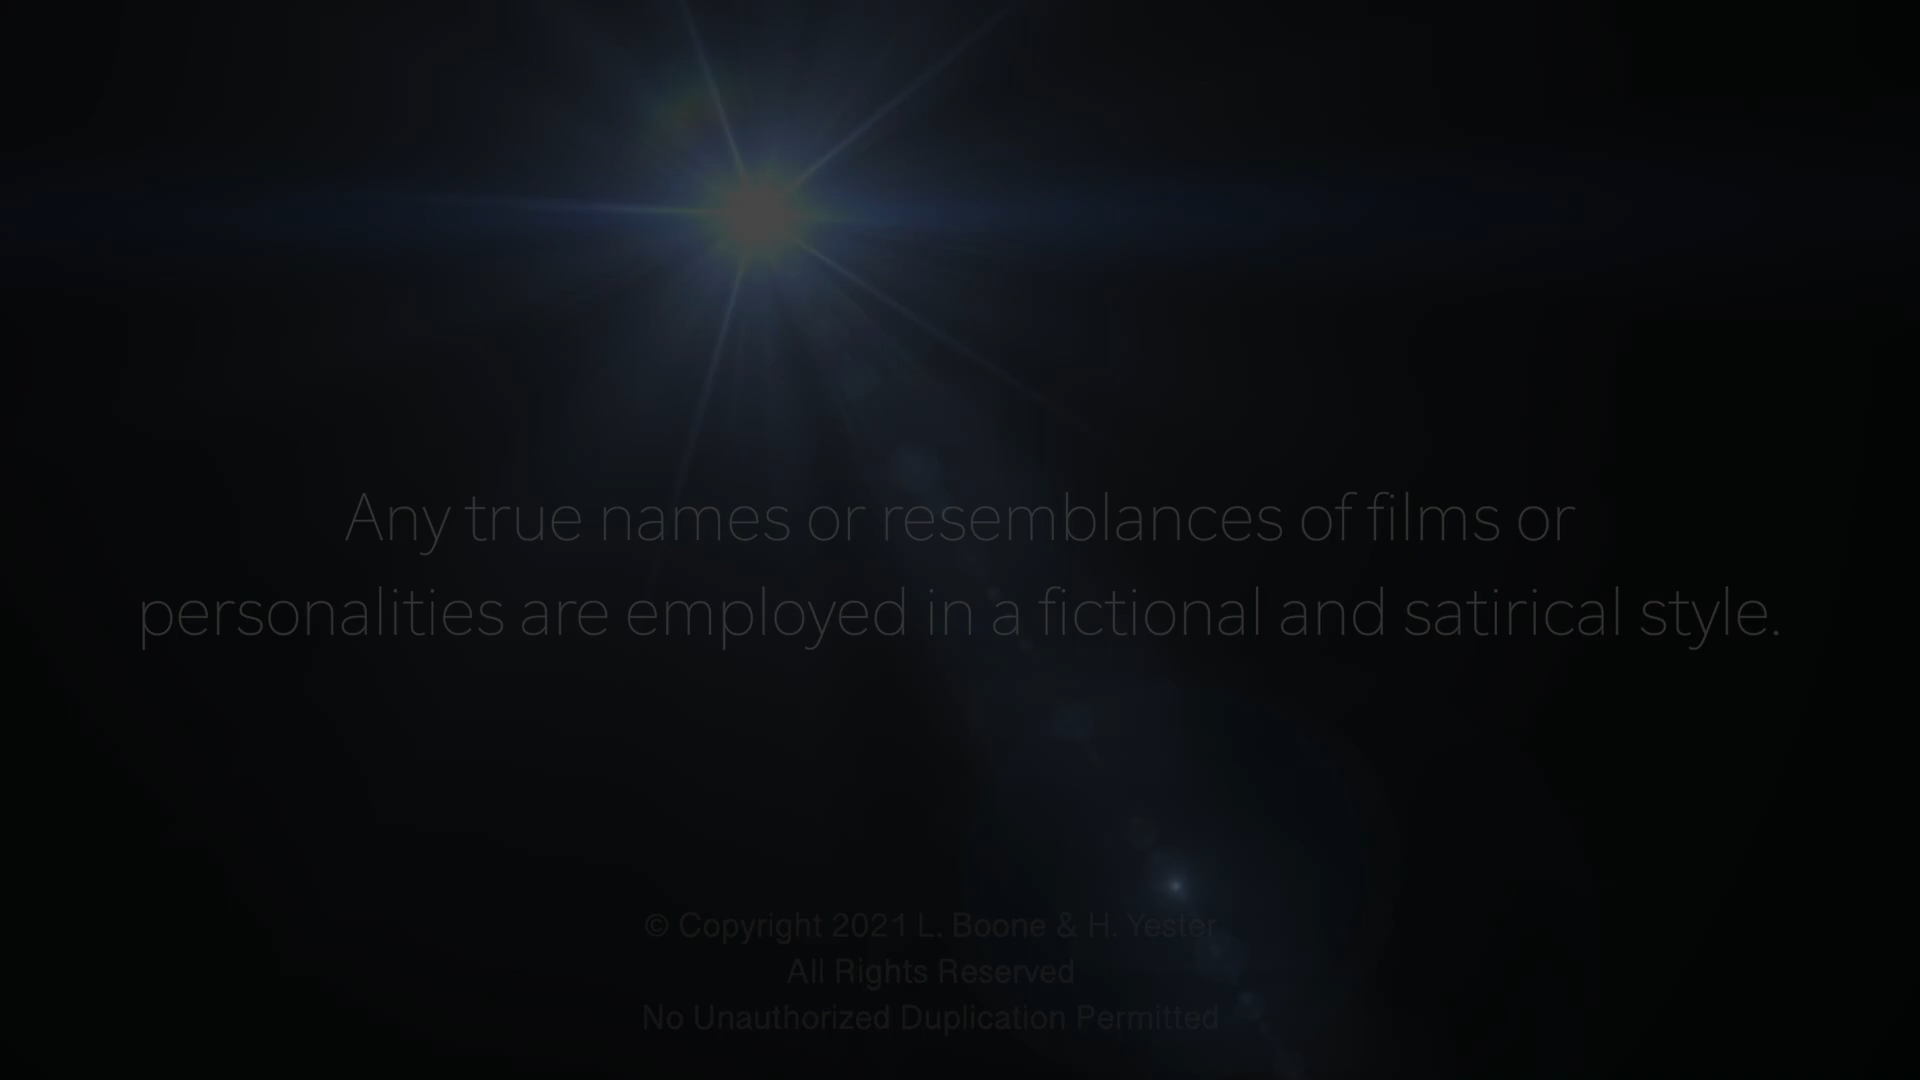 Any true names or resemblances of films or
personalities are employed in a fictional and satirical style.
© Copyright 2021 L. Boone & H. Yester
All Rights Reserved
No Unauthorized Duplication Permitted